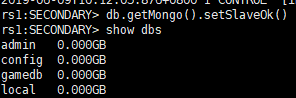 rs1:SECONDARY> db.getMongo().setSlaveOk()
rs1:SECONDARY> show dbs
admin   0.000GB
config  0.000GB
gamedb  0.000GB
local   0.000GB